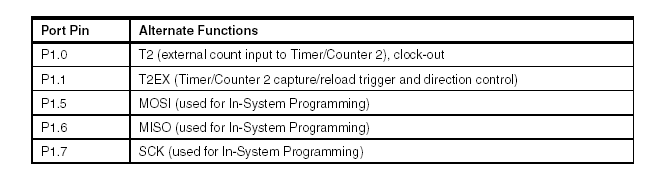 Port Pin Alternate Functions
P1.0 T2 (external count input to Timer/Counter 2), clock-out
P1.1 T2EX (Timer/Counter 2 capture/reload trigger and direction control)
P1.5 MOSI (used for In-System Programming)
P1.6 MISO (used for In-System Programming)
P1.7 SCK (used for In-System Programming)